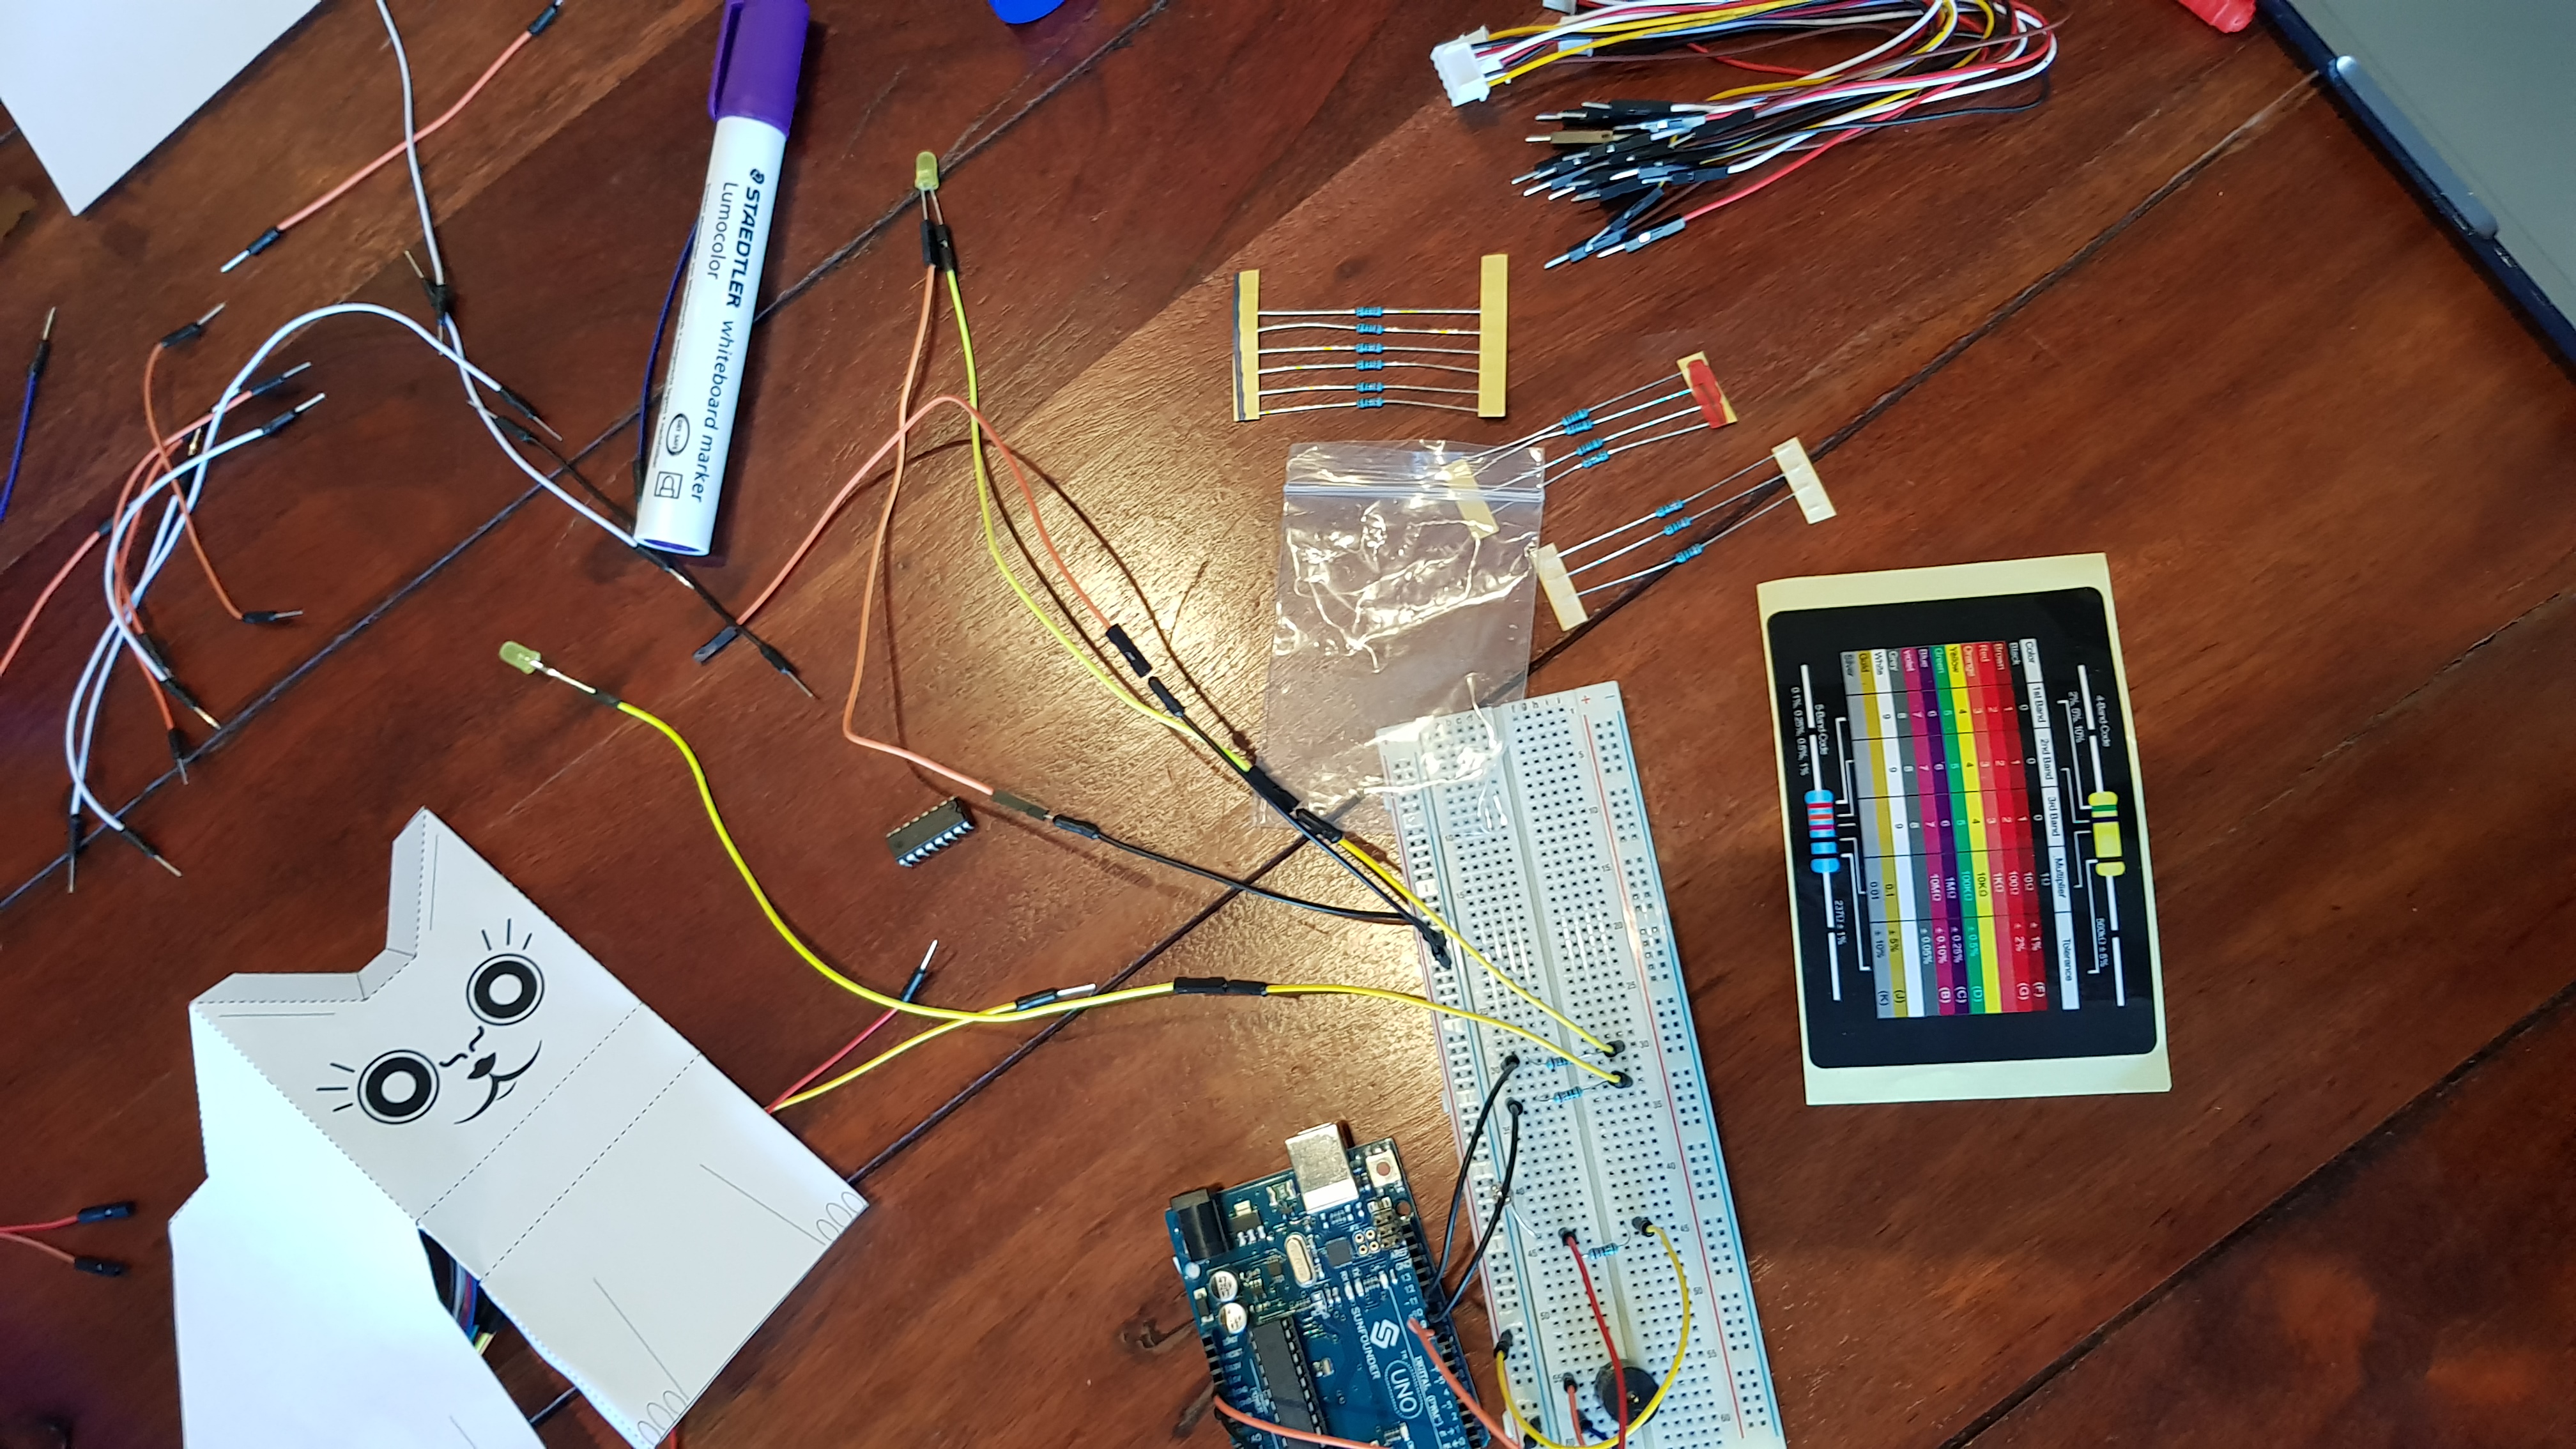 STAEDTLER whiteboard marker
Lumocolor
SUNFOUNDER
UNO
DIGITAL (PWM~)
4-Band-Code
2%, 5%, 10%
560kΩ ± 5%
Color
1st Band
2nd Band
3rd Band
Multiplier
Tolerance
Black 0 0 0 1Ω
Brown 1 1 1 10Ω ± 1% (F)
Red 2 2 2 100Ω ± 2% (G)
Orange 3 3 3 1KΩ
Yellow 4 4 4 10KΩ
Green 5 5 5 100KΩ ± 0.5% (D)
Blue 6 6 6 1MΩ ± 0.25% (C)
Violet 7 7 7 10MΩ ± 0.10% (B)
Grey 8 8 8 ± 0.05%
White 9 9 9
Gold 0.1 ± 5% (J)
Silver 0.01 ± 10% (K)
5-Band-Code
0.1%, 0.25%, 0.5%, 1%
237Ω ± 1%